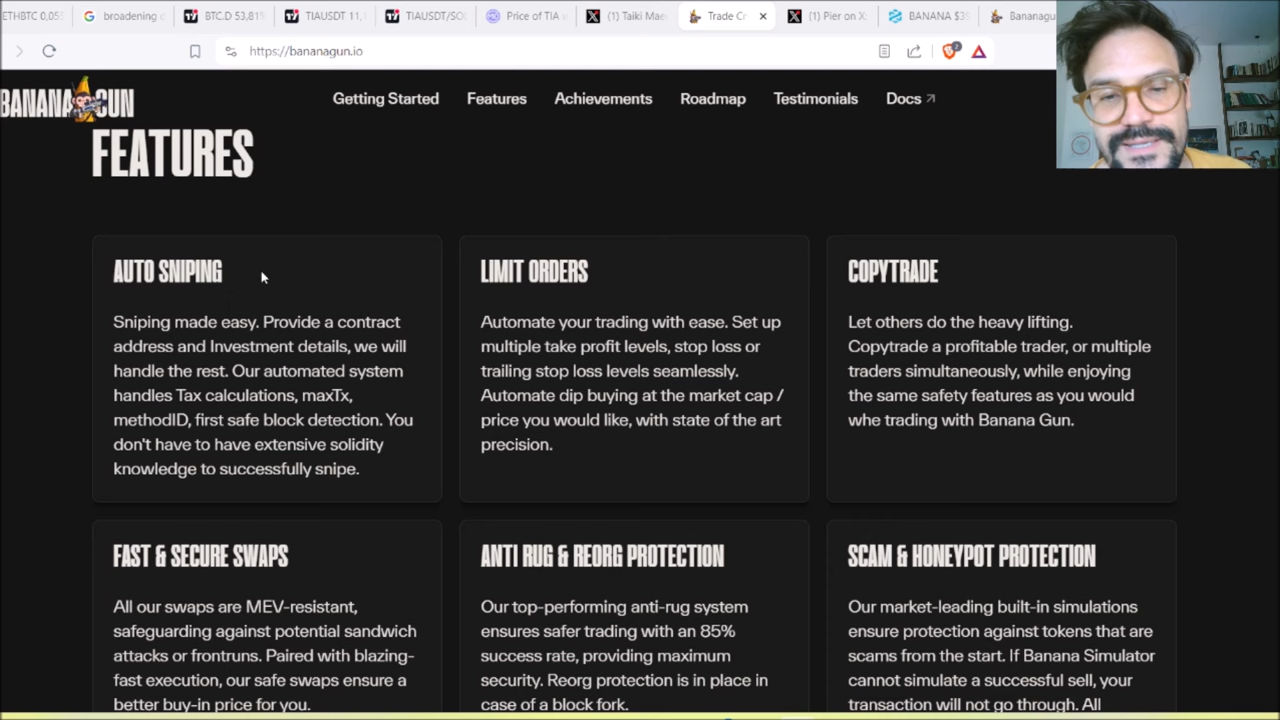 ETHBTC 0,055
broadening d
BTC.D 53,81%
TIAUSDT 11,
TIAUSDT/SOL
Price of TIA
Taiki Mae
Trade Cr
Pier on X
BANANA $39
Bananagu
https://bananagun.io
BANANA GUN
Getting Started
Features
Achievements
Roadmap
Testimonials
Docs
FEATURES
AUTO SNIPING
Sniping made easy. Provide a contract
address and Investment details, we will
handle the rest. Our automated system
handles Tax calculations, maxTx,
methodID, first safe block detection. You
don't have to have extensive solidity
knowledge to successfully snipe.
LIMIT ORDERS
Automate your trading with ease. Set up
multiple take profit levels, stop loss or
trailing stop loss levels seamlessly.
Automate dip buying at the market cap /
price you would like, with state of the art
precision.
COPYTRADE
Let others do the heavy lifting.
Copytrade a profitable trader, or multiple
traders simultaneously, while enjoying
the same safety features as you would
whe trading with Banana Gun.
FAST & SECURE SWAPS
All our swaps are MEV-resistant,
safeguarding against potential sandwich
attacks or frontruns. Paired with blazing-
fast execution, our safe swaps ensure a
better buy-in price for you.
ANTI RUG & REORG PROTECTION
Our top-performing anti-rug system
ensures safer trading with an 85%
success rate, providing maximum
security. Reorg protection is in place in
case of a block fork.
SCAM & HONEYPOT PROTECTION
Our market-leading built-in simulations
ensure protection against tokens that are
scams from the start. If Banana Simulator
cannot simulate a successful sell, your
transaction will not go through. All